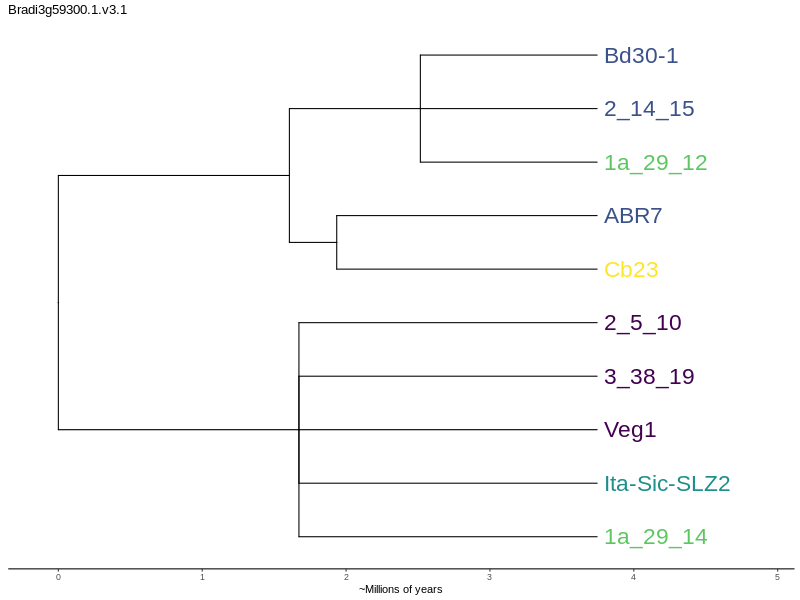 Bradi3g59300.1.v3.1
Bd30-1
2_14_15
1a_29_12
ABR7
Cb23
2_5_10
3_38_19
Veg1
Ita-Sic-SLZ2
1a_29_14
0 1 2 3 4 5
~Millions of years